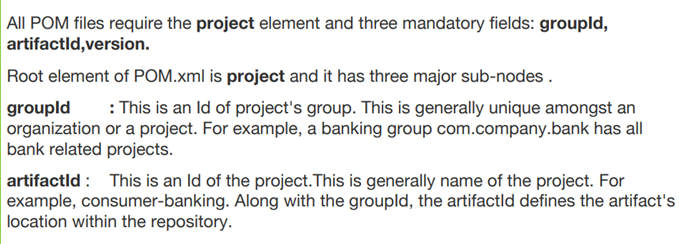 All POM files require the project element and three mandatory fields: groupId,
artifactId,version.
Root element of POM.xml is project and it has three major sub-nodes .
groupId : This is an Id of project's group. This is generally unique amongst an
organization or a project. For example, a banking group com.company.bank has all
bank related projects.
artifactId : This is an Id of the project.This is generally name of the project. For
example, consumer-banking. Along with the groupId, the artifactId defines the artifact's
location within the repository.